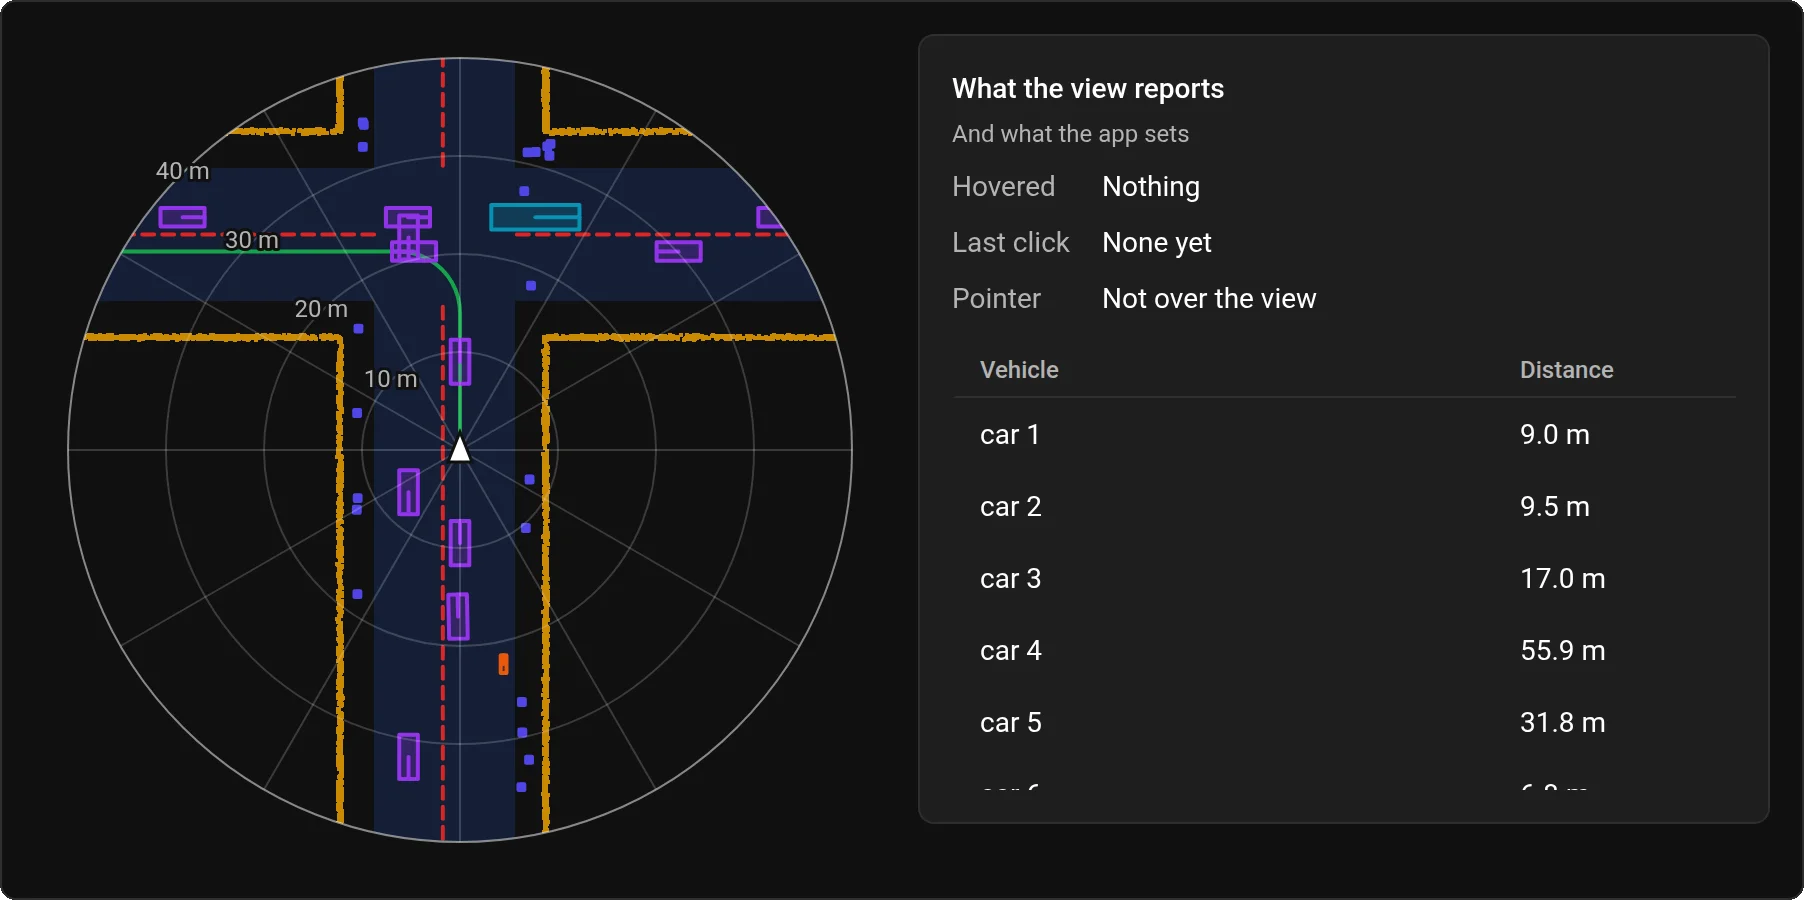 40 m
30 m
20 m
10 m
What the view reports
And what the app sets
Hovered Nothing
Last click None yet
Pointer Not over the view
Vehicle Distance
car 1 9.0 m
car 2 9.5 m
car 3 17.0 m
car 4 55.9 m
car 5 31.8 m